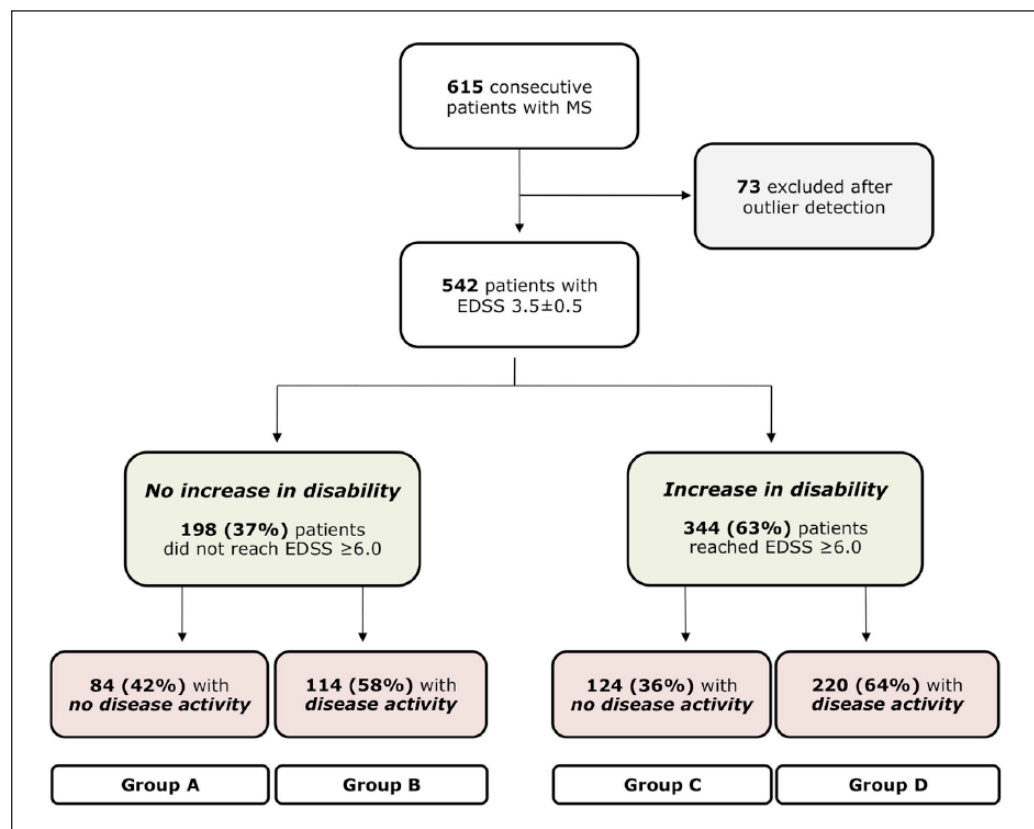 615 consecutive
patients with MS
73 excluded after
outlier detection
542 patients with
EDSS 3.5±0.5
No increase in disability
198 (37%) patients
did not reach EDSS ≥6.0
Increase in disability
344 (63%) patients
reached EDSS ≥6.0
84 (42%) with
no disease activity
114 (58%) with
disease activity
124 (36%) with
no disease activity
220 (64%) with
disease activity
Group A
Group B
Group C
Group D